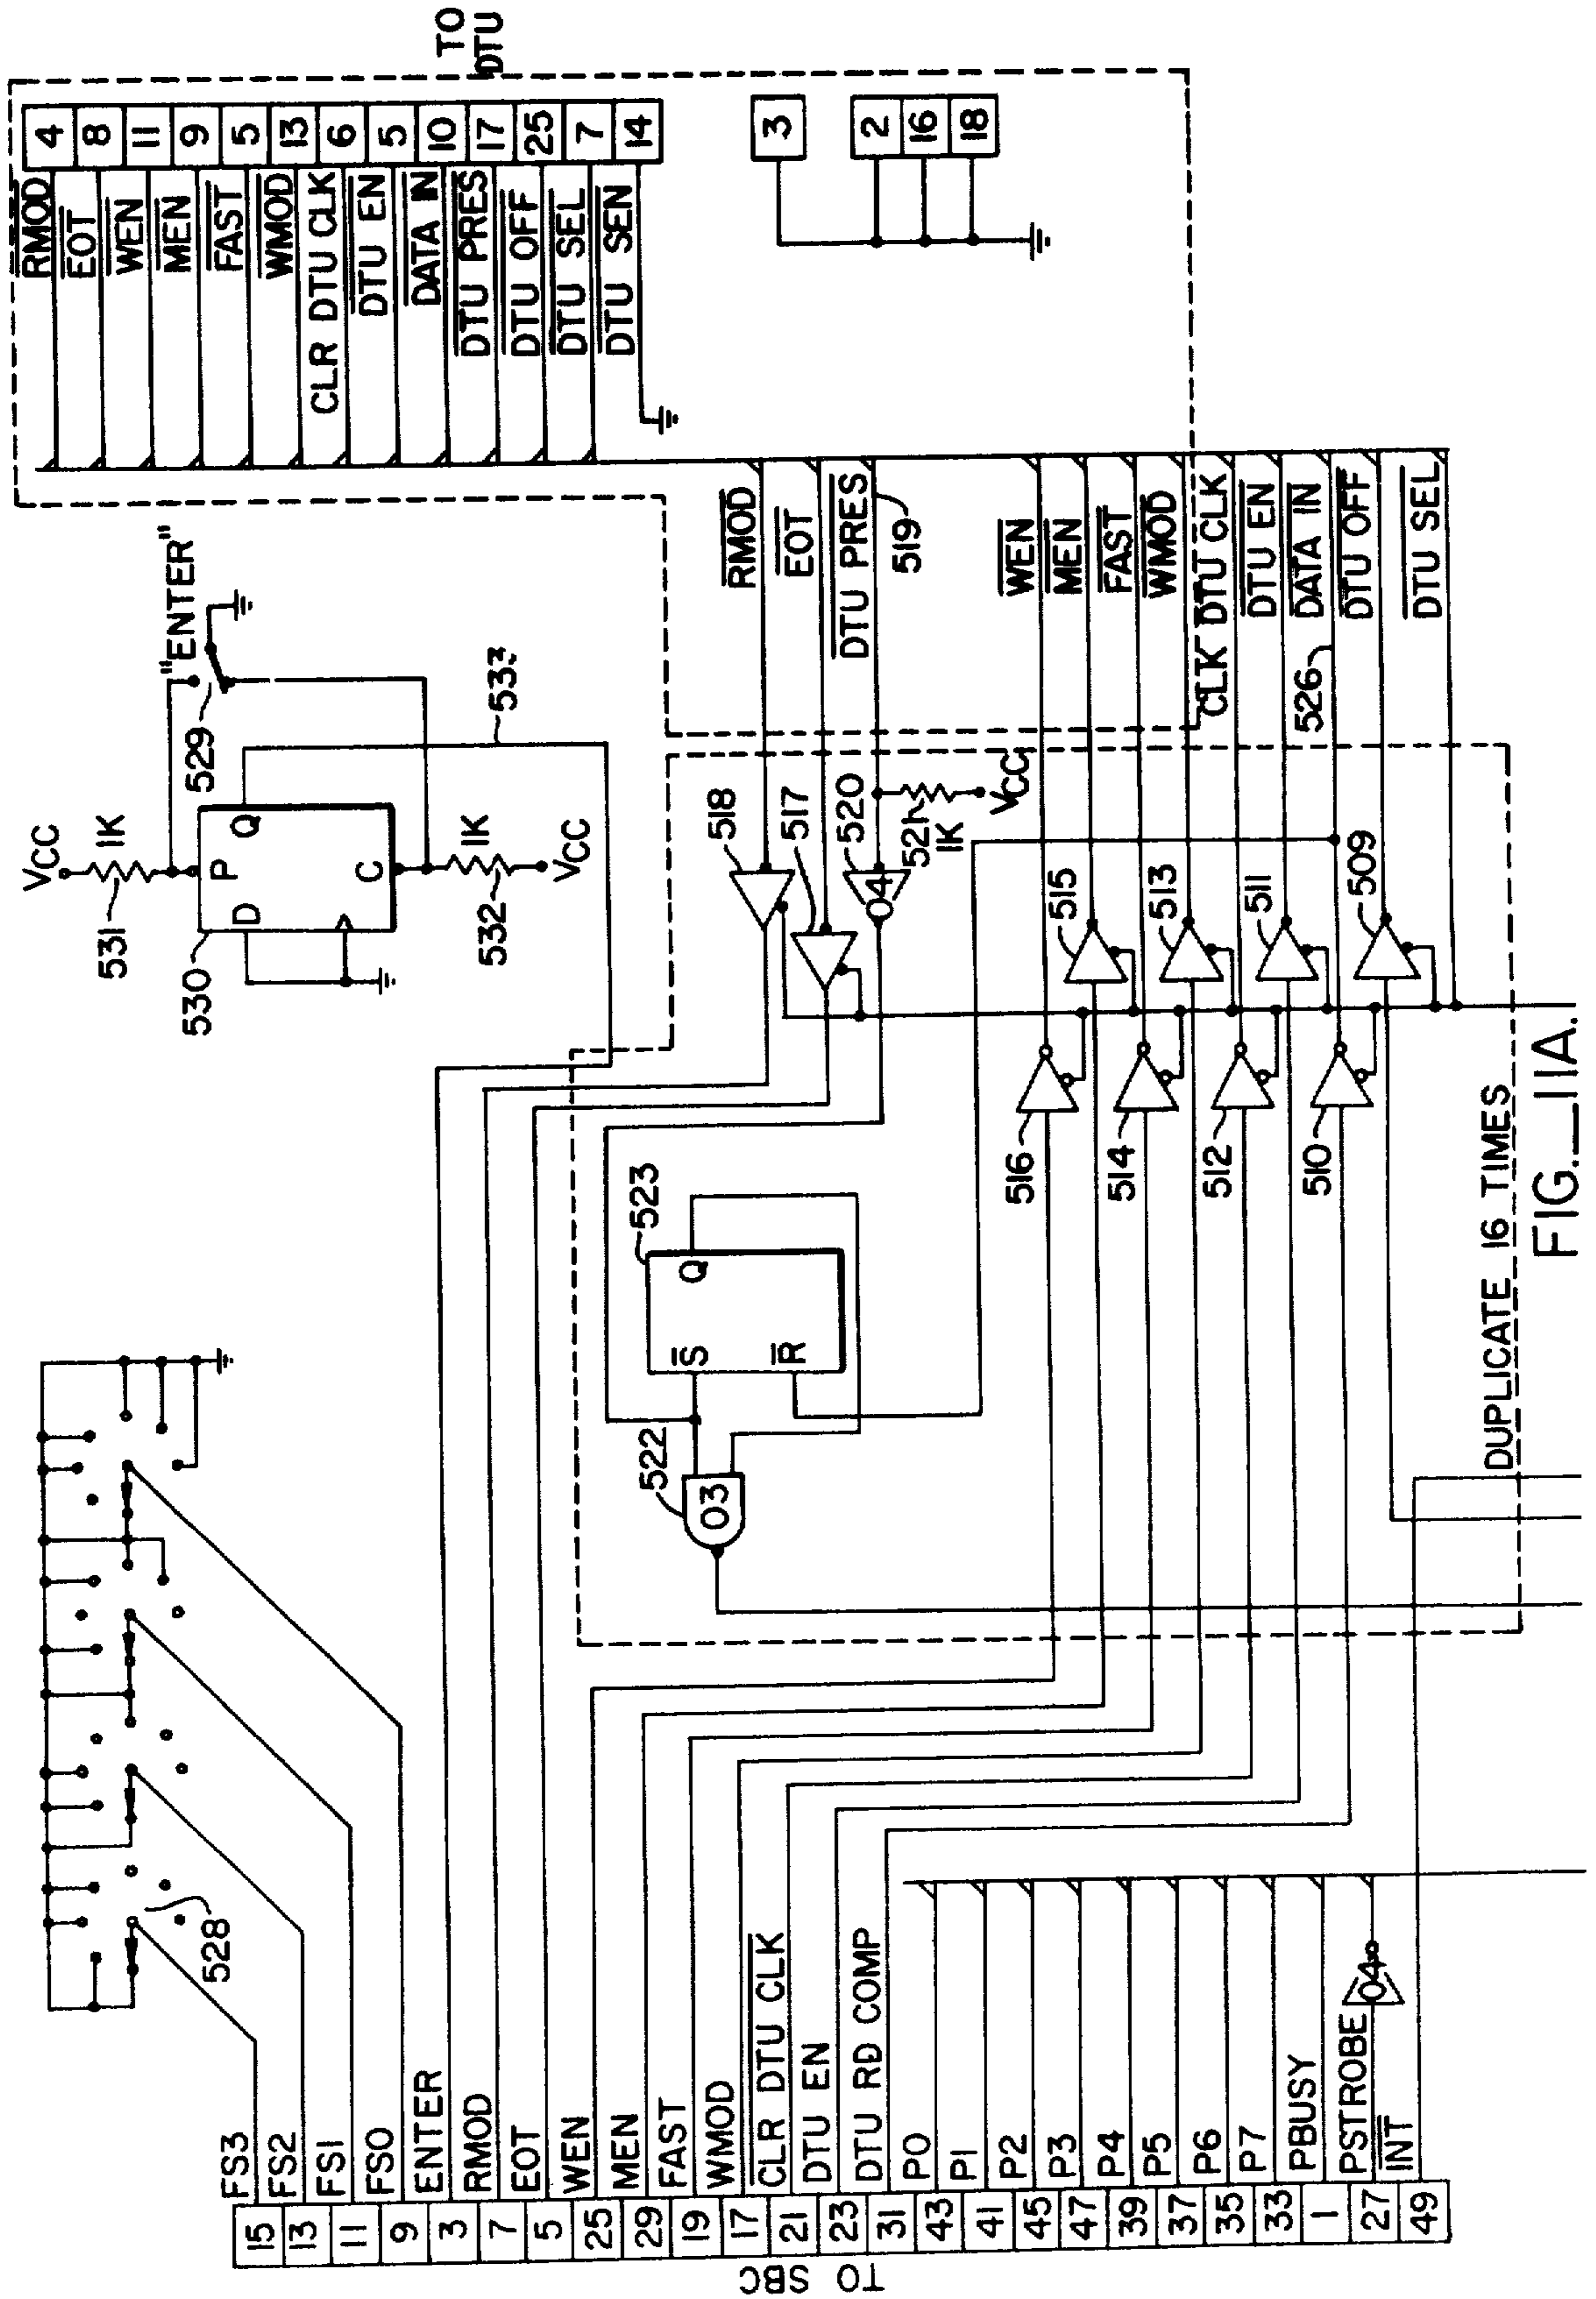 TO SBC
15 FS3
13 FS2
11 FS1
9 FS0
3 ENTER
7 RMOD
5 EOT
25 WEN
29 MEN
19 FAST
17 WMOD
21 CLR DTU CLK
23 DTU EN
31 DTU RD COMP
43 P0
41 P1
45 P2
47 P3
39 P4
37 P5
35 P6
33 P7
1 PBUSY
27 PSTROBE
49 INT
04
528
VCC
1K
531
530
D
P
Q
C
1K
532
VCC
529
"ENTER"
533
523
S
R
Q
522
03
518
517
520
04
521
1K
VCC
RMOD
EOT
DTU PRES
519
516
515
514
513
512
511
510
509
WEN
MEN
FAST
WMOD
CLK DTU CLK
DTU EN
DATA IN
526
DTU OFF
DTU SEL
DUPLICATE 16 TIMES
TO
DTU
RMOD 4
EOT 8
WEN 11
MEN 9
FAST 5
WMOD 13
CLR DTU CLK 6
DTU EN 5
DATA IN 10
DTU PRES 17
DTU OFF 25
DTU SEL 7
DTU SEN 14
3
2
16
18
FIG._11A.